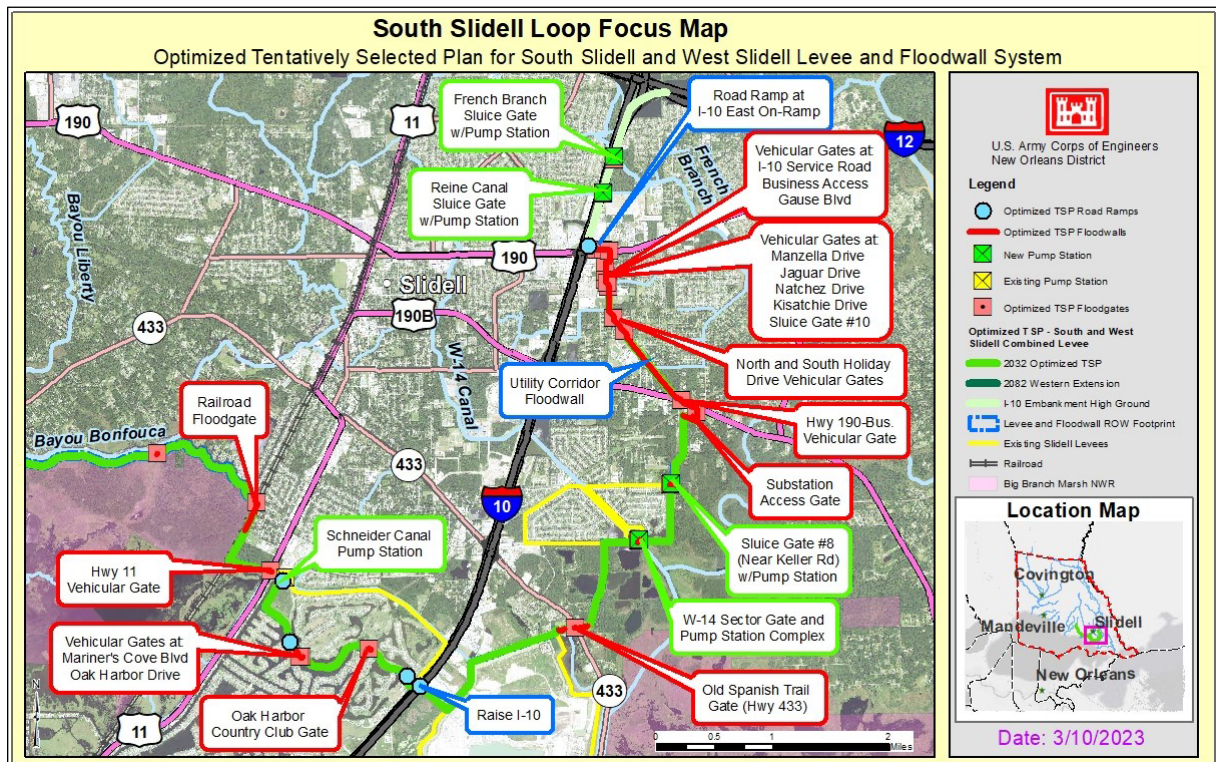 South Slidell Loop Focus Map
Optimized Tentatively Selected Plan for South Slidell and West Slidell Levee and Floodwall System
190
11
French Branch
Sluice Gate
w/Pump Station
Road Ramp at
I-10 East On-Ramp
12
French
Branch
Vehicular Gates at:
I-10 Service Road
Business Access
Gause Blvd
Reine Canal
Sluice Gate
w/Pump Station
Bayou Liberty
190
Vehicular Gates at:
Manzella Drive
Jaguar Drive
Natchez Drive
Kisatchie Drive
Sluice Gate #10
Slidell
433
190B
W-14 Canal
North and South Holiday
Drive Vehicular Gates
Utility Corridor
Floodwall
Railroad
Floodgate
Hwy 190-Bus.
Vehicular Gate
Bayou Bonfouca
433
10
Substation
Access Gate
Schneider Canal
Pump Station
Sluice Gate #8
(Near Keller Rd)
w/Pump Station
Hwy 11
Vehicular Gate
W-14 Sector Gate and
Pump Station Complex
Vehicular Gates at
Mariner's Cove Blvd
Oak Harbor Drive
433
Old Spanish Trail
Gate (Hwy 433)
Raise I-10
Oak Harbor
Country Club Gate
11
N
0 0.5 1 2
Miles
U.S. Army Corps of Engineers
New Orleans District
Legend
Optimized TSP Road Ramps
Optimized TSP Floodwalls
New Pump Station
Existing Pump Station
Optimized TSP Floodgates
Optimized TSP - South and West
Slidell Combined Levee
2032 Optimized TSP
2082 Western Extension
I-10 Embankment High Ground
Levee and Floodwall ROW Footprint
Existing Slidell Levees
Railroad
Big Branch Marsh NWR
Location Map
Covington
Mandeville
Slidell
New Orleans
Date: 3/10/2023